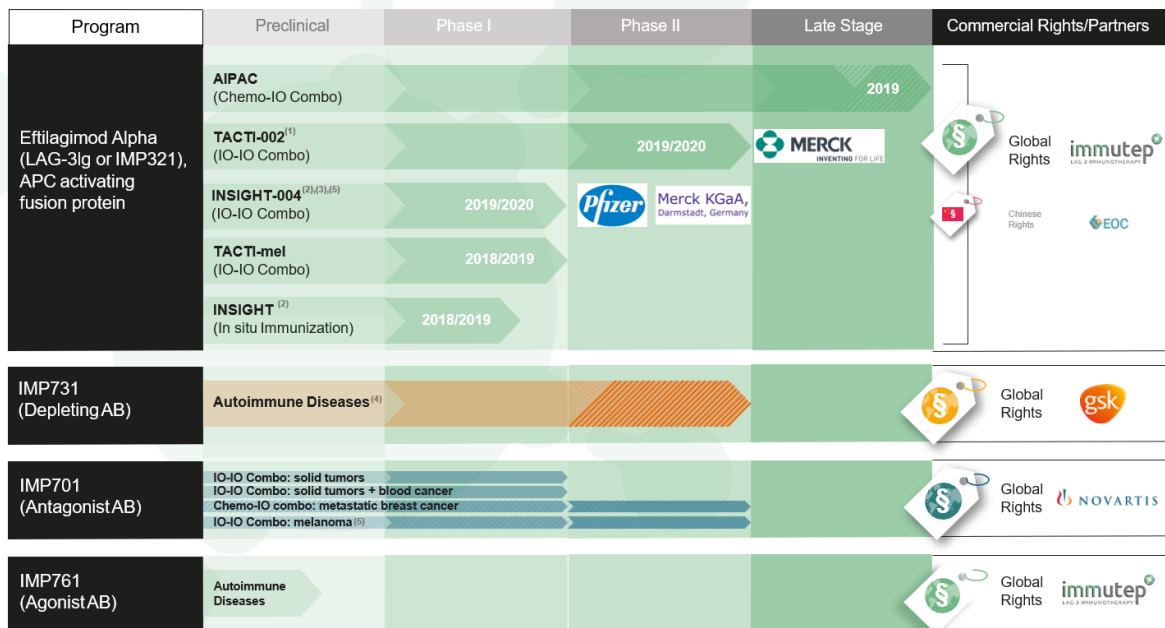 Program
Preclinical
Phase I
Phase II
Late Stage
Commercial Rights/Partners
Eftilagimod Alpha
(LAG-3Ig or IMP321),
APC activating
fusion protein
AIPAC
(Chemo-IO Combo)
2019
TACTI-002(1)
(IO-IO Combo)
2019/2020
MERCK
INVENTING FOR LIFE
INSIGHT-004(2),(3),(5)
(IO-IO Combo)
2019/2020
Pfizer
Merck KGaA,
Darmstadt, Germany
TACTI-mel
(IO-IO Combo)
2018/2019
INSIGHT (2)
(In situ Immunization)
2018/2019
§
Global
Rights
immutep
LAG-3 IMMUNOTHERAPY
§
Chinese
Rights
EOC
IMP731
(Depleting AB)
Autoimmune Diseases(4)
§
Global
Rights
gsk
IMP701
(Antagonist AB)
IO-IO Combo: solid tumors
IO-IO Combo: solid tumors + blood cancer
Chemo-IO combo: metastatic breast cancer
IO-IO Combo: melanoma(5)
§
Global
Rights
NOVARTIS
IMP761
(Agonist AB)
Autoimmune
Diseases
§
Global
Rights
immutep
LAG-3 IMMUNOTHERAPY